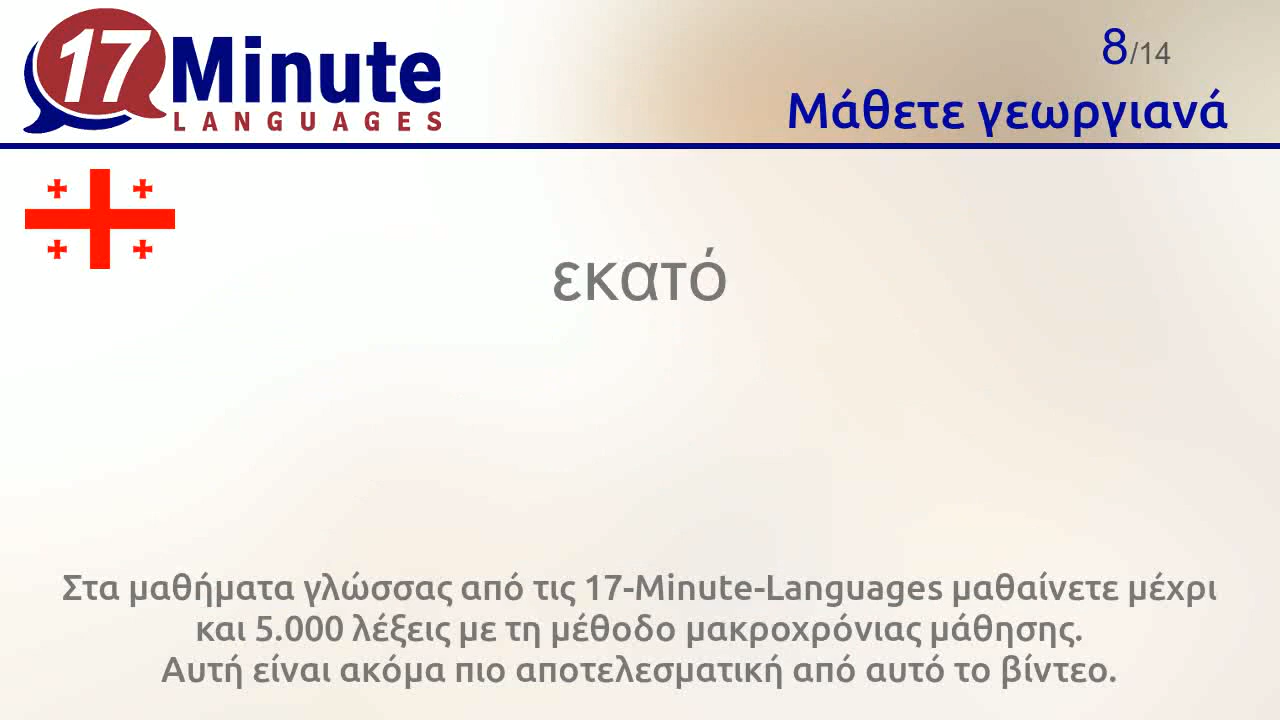 17 Minute
LANGUAGES
8/14
Μάθετε γεωργιανά
εκατό
Στα μαθήματα γλώσσας από τις 17-Minute-Languages μαθαίνετε μέχρι
και 5.000 λέξεις με τη μέθοδο μακροχρόνιας μάθησης.
Αυτή είναι ακόμα πιο αποτελεσματική από αυτό το βίντεο.